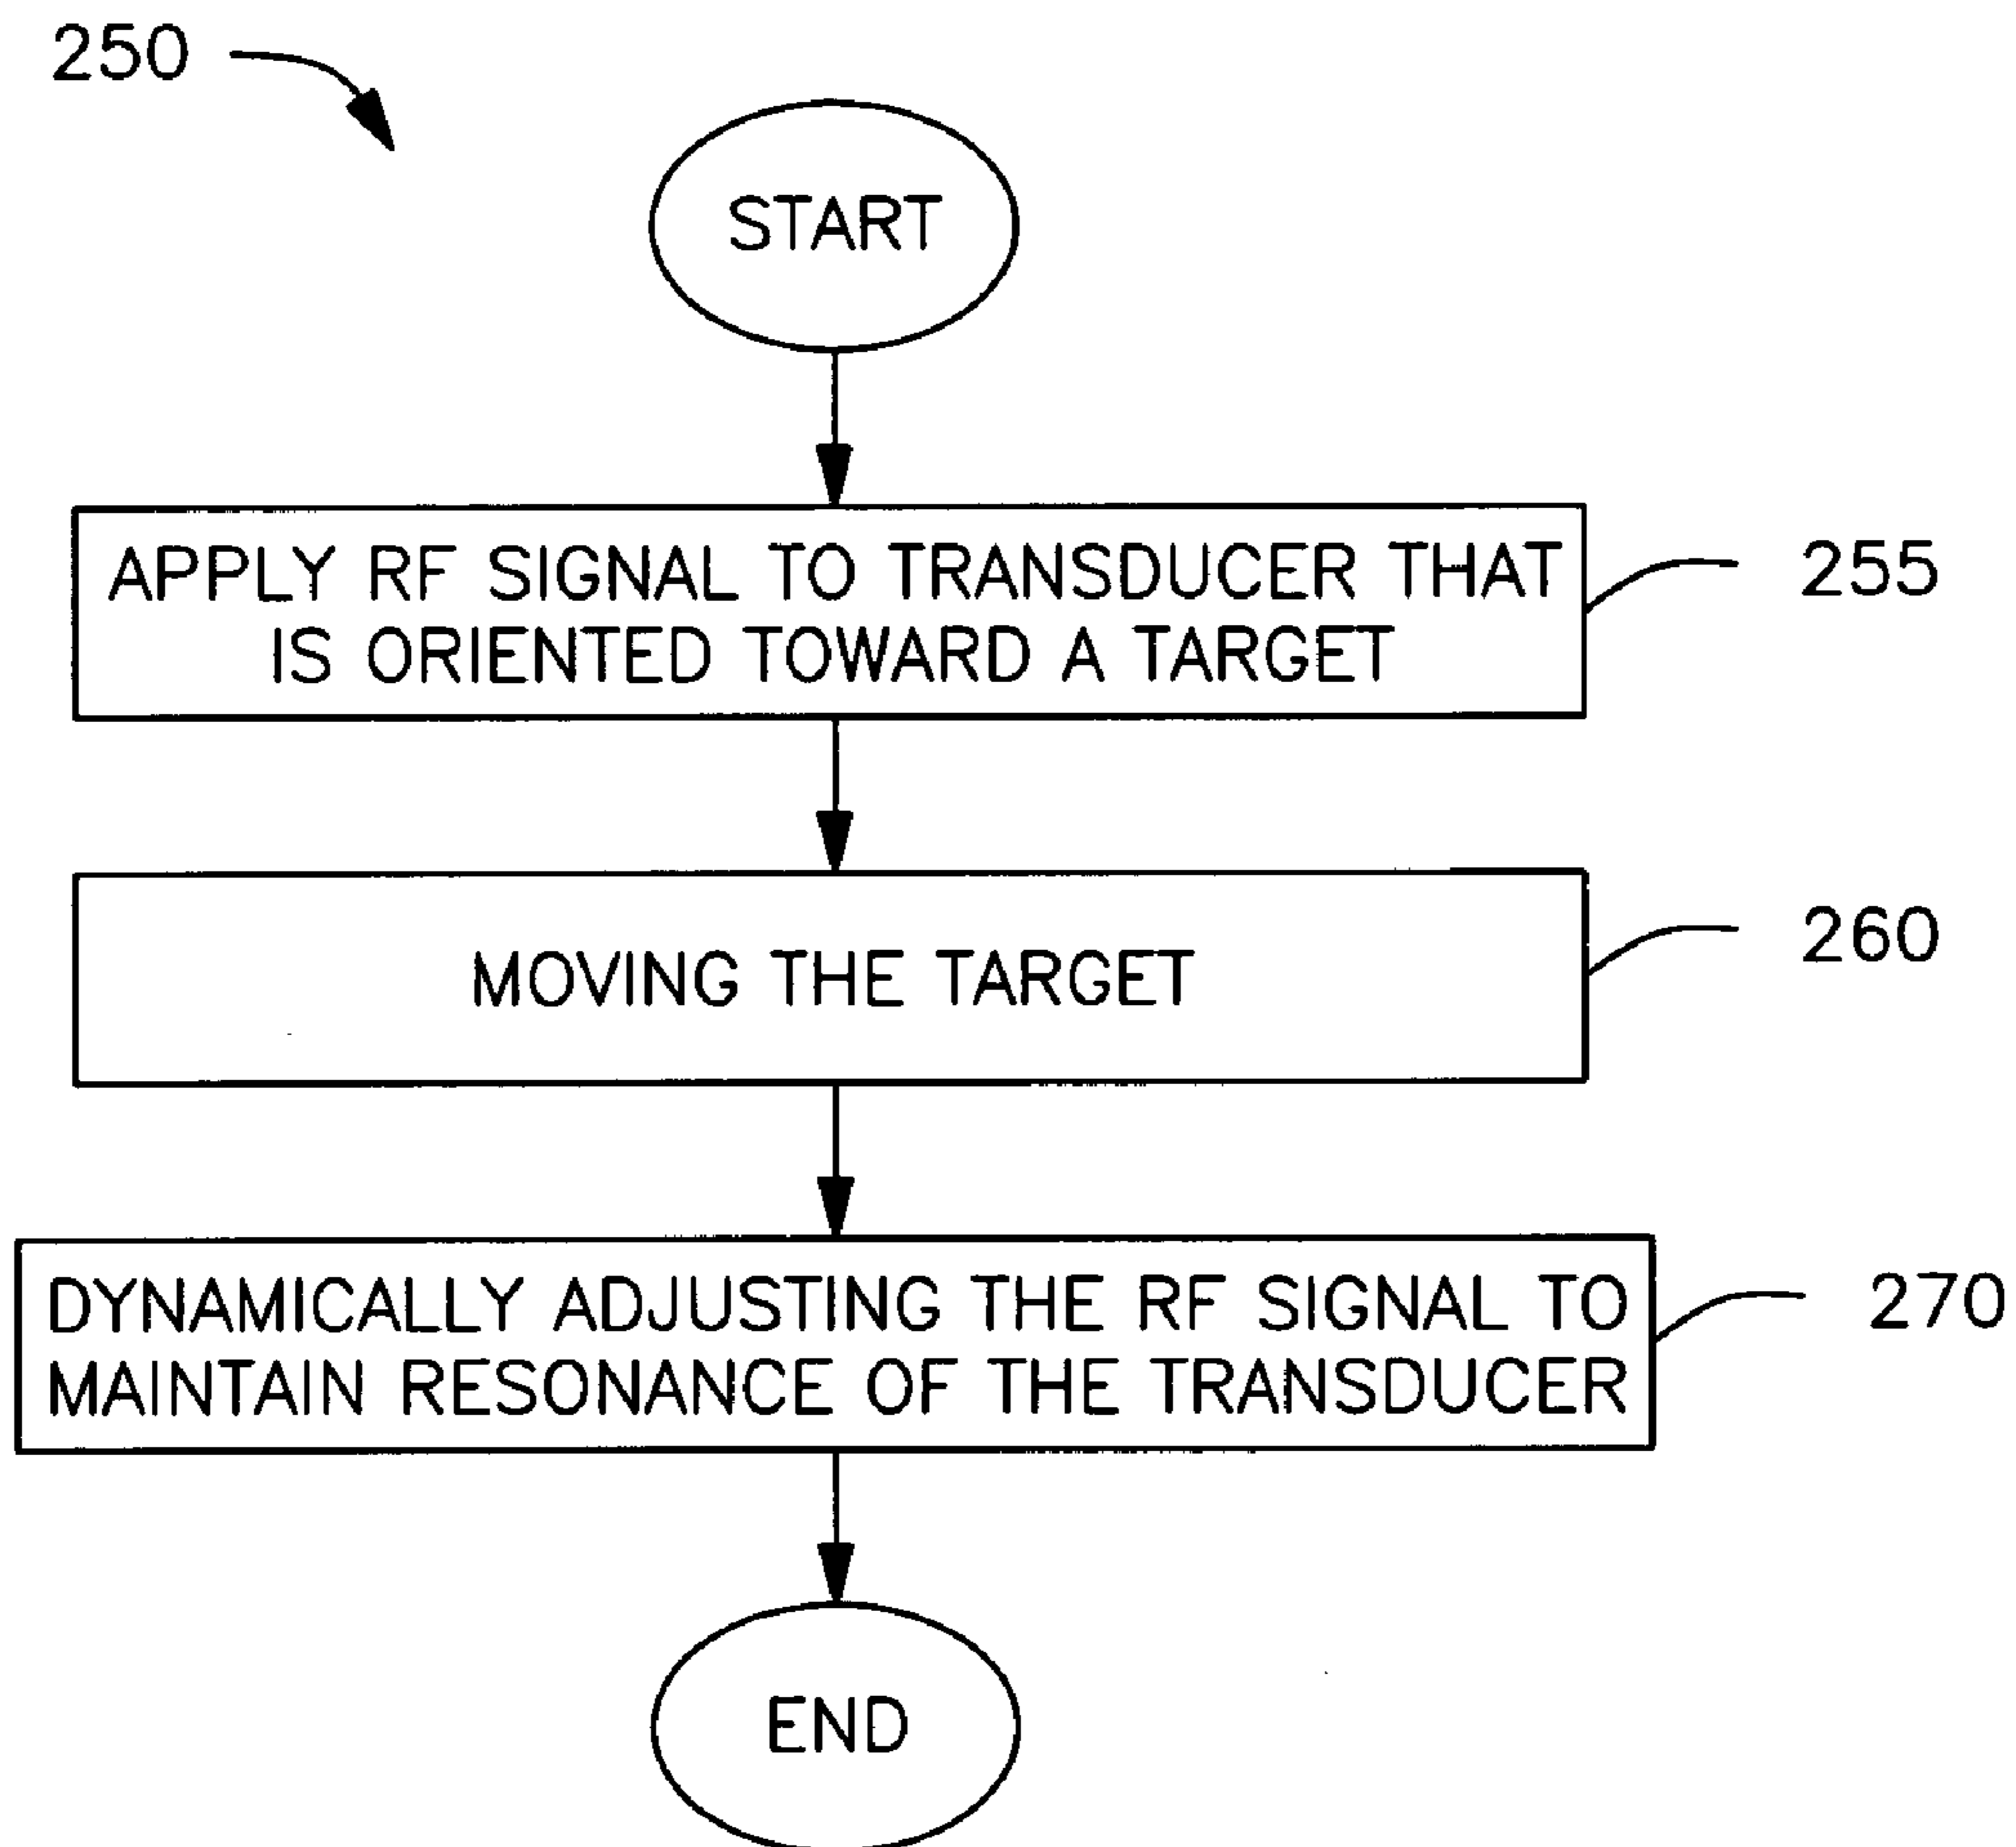 250
START
APPLY RF SIGNAL TO TRANSDUCER THAT
IS ORIENTED TOWARD A TARGET
255
MOVING THE TARGET
260
DYNAMICALLY ADJUSTING THE RF SIGNAL TO
MAINTAIN RESONANCE OF THE TRANSDUCER
270
END